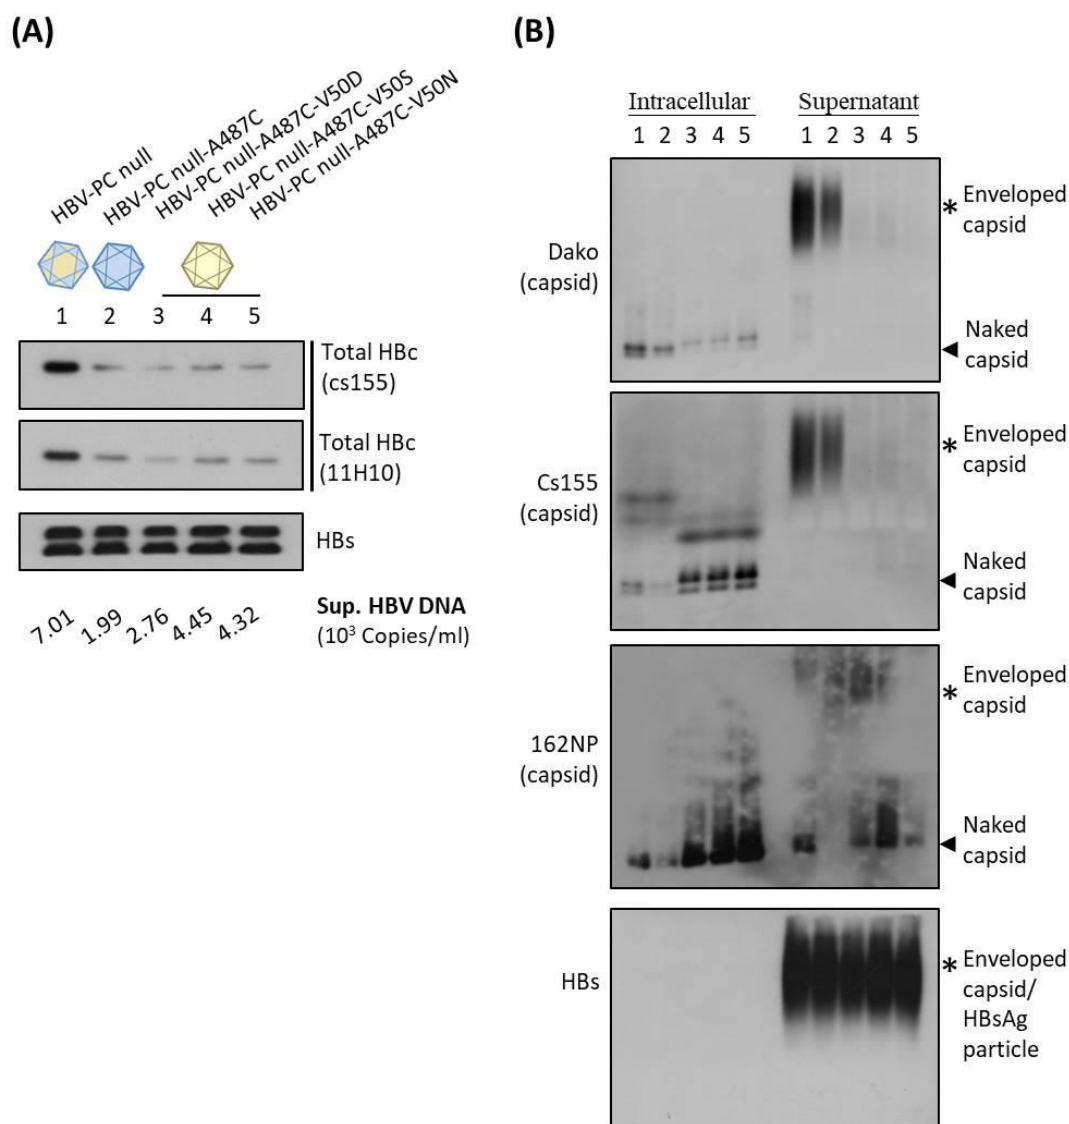 (A)
HBV-PC null
HBV-PC null-A487C
HBV-PC null-A487C-V50D
HBV-PC null-A487C-V50S
HBV-PC null-A487C-V50N
1 2 3 4 5
Total HBc
(cs155)
Total HBc
(11H10)
HBs
7.01 1.99 2.76 4.45 4.32
Sup. HBV DNA
(10³ Copies/ml)
(B)
Intracellular Supernatant
1 2 3 4 5 1 2 3 4 5
Dako
(capsid)
* Enveloped
capsid
◄ Naked
capsid
Cs155
(capsid)
* Enveloped
capsid
◄ Naked
capsid
162NP
(capsid)
* Enveloped
capsid
◄ Naked
capsid
HBs
* Enveloped
capsid/
HBsAg
particle